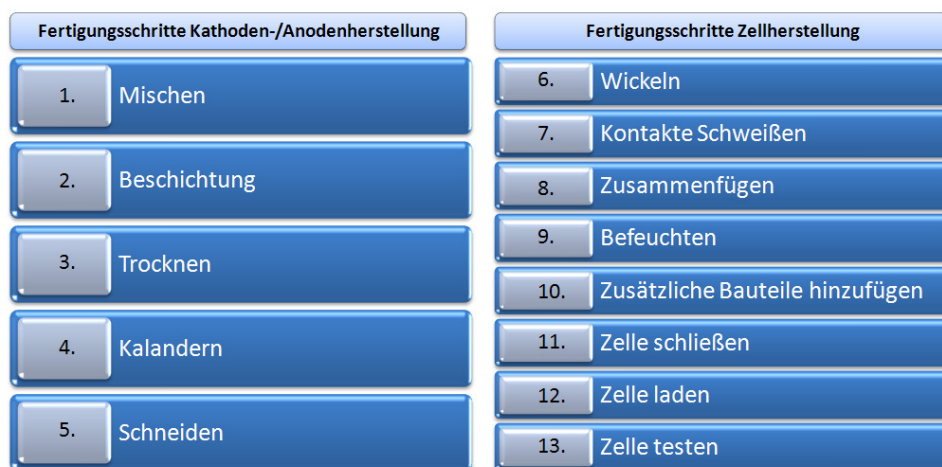 Fertigungsschritte Kathoden-/Anodenherstellung
1. Mischen
2. Beschichtung
3. Trocknen
4. Kalandern
5. Schneiden
Fertigungsschritte Zellherstellung
6. Wickeln
7. Kontakte Schweißen
8. Zusammenfügen
9. Befeuchten
10. Zusätzliche Bauteile hinzufügen
11. Zelle schließen
12. Zelle laden
13. Zelle testen